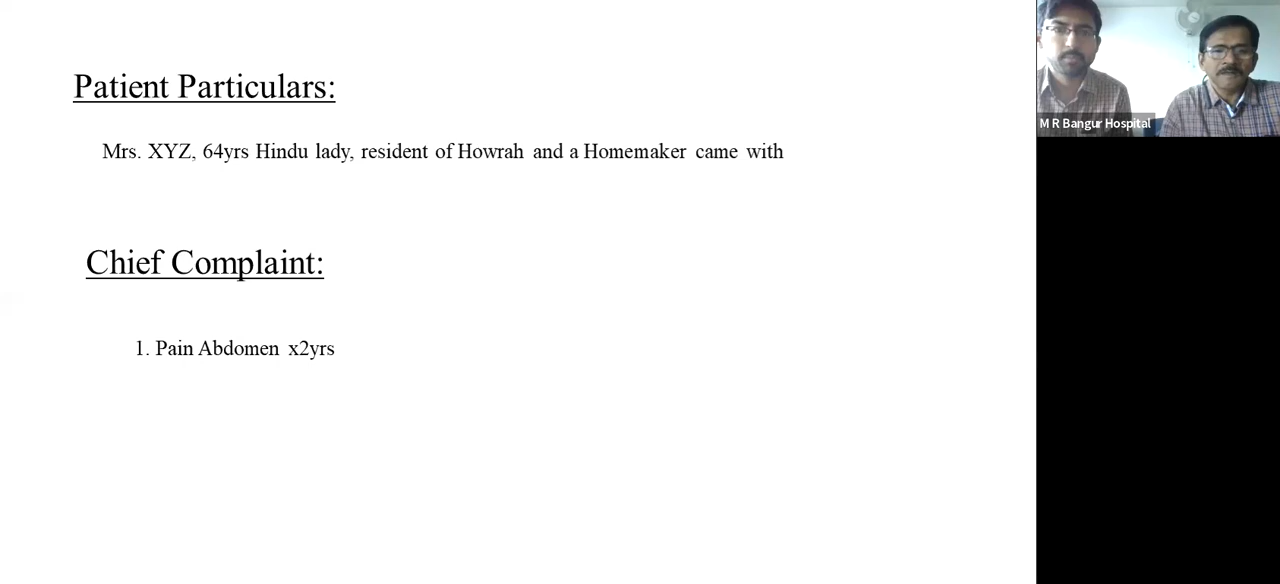 Patient Particulars:
Mrs. XYZ, 64yrs Hindu lady, resident of Howrah and a Homemaker came with
Chief Complaint:
1. Pain Abdomen x2yrs
M R Bangur Hospital